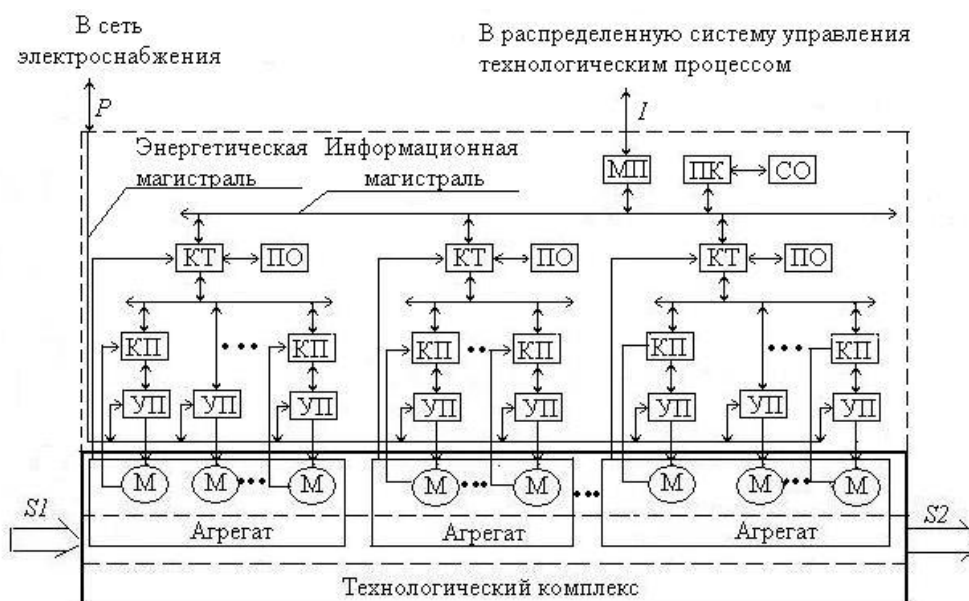 В сеть
электроснабжения
В распределенную систему управления
технологическим процессом
P
I
Энергетическая
магистраль
Информационная
магистраль
МП
ПК
СО
КТ
ПО
КТ
ПО
КТ
ПО
КП
КП
КП
КП
КП
КП
УП
УП
УП
УП
УП
УП
УП
УП
М
М
М
М
М
М
М
М
S1
S2
Агрегат
Агрегат
Агрегат
Технологический комплекс